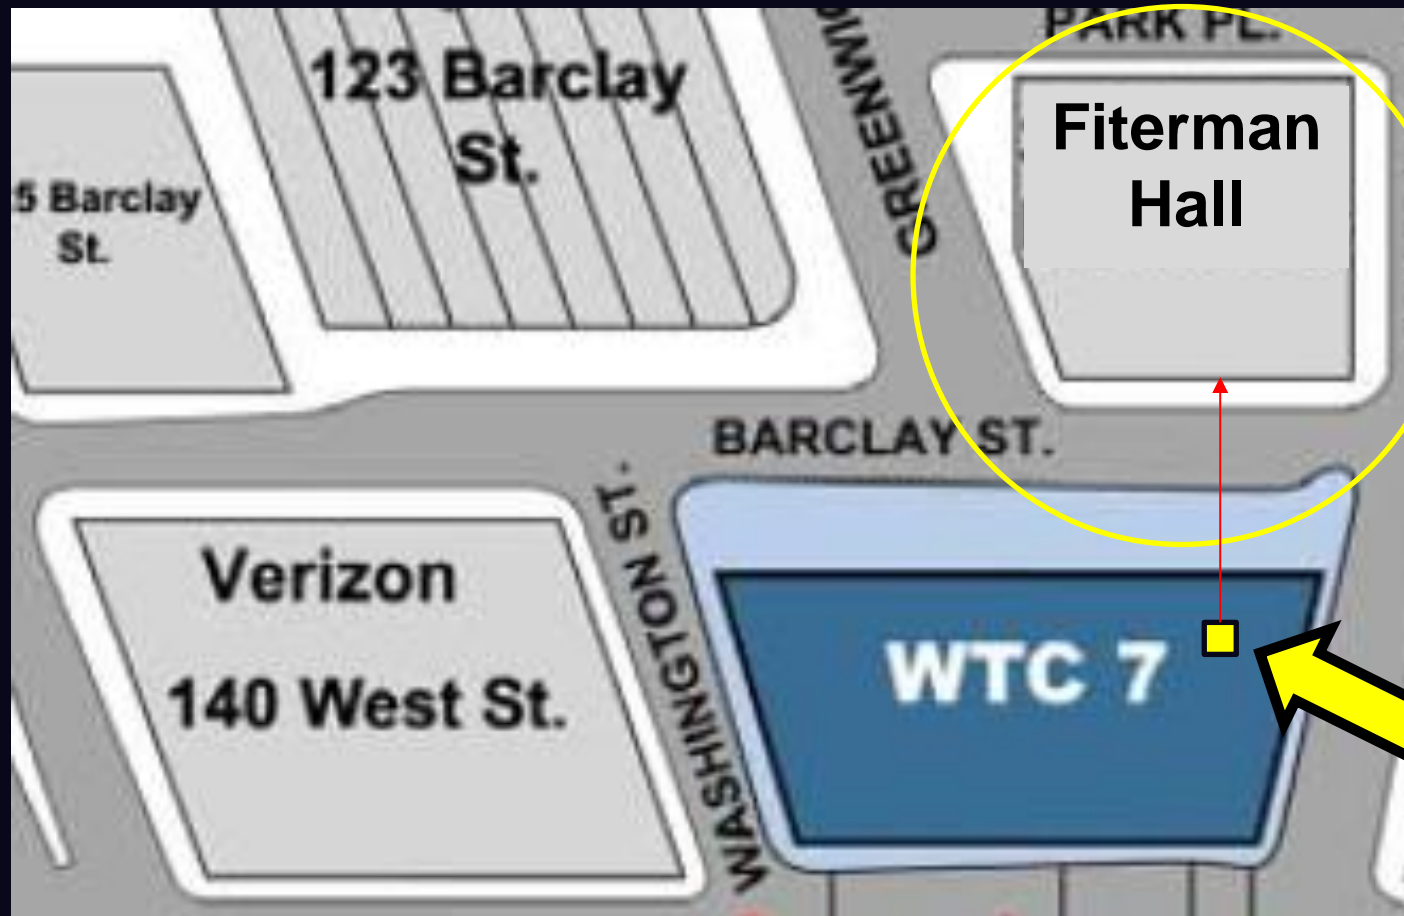 PARK PL.
123 Barclay
St.
Fiterman
Hall
5 Barclay
St.
BARCLAY ST.
WASHINGTON ST.
Verizon
140 West St.
WTC 7